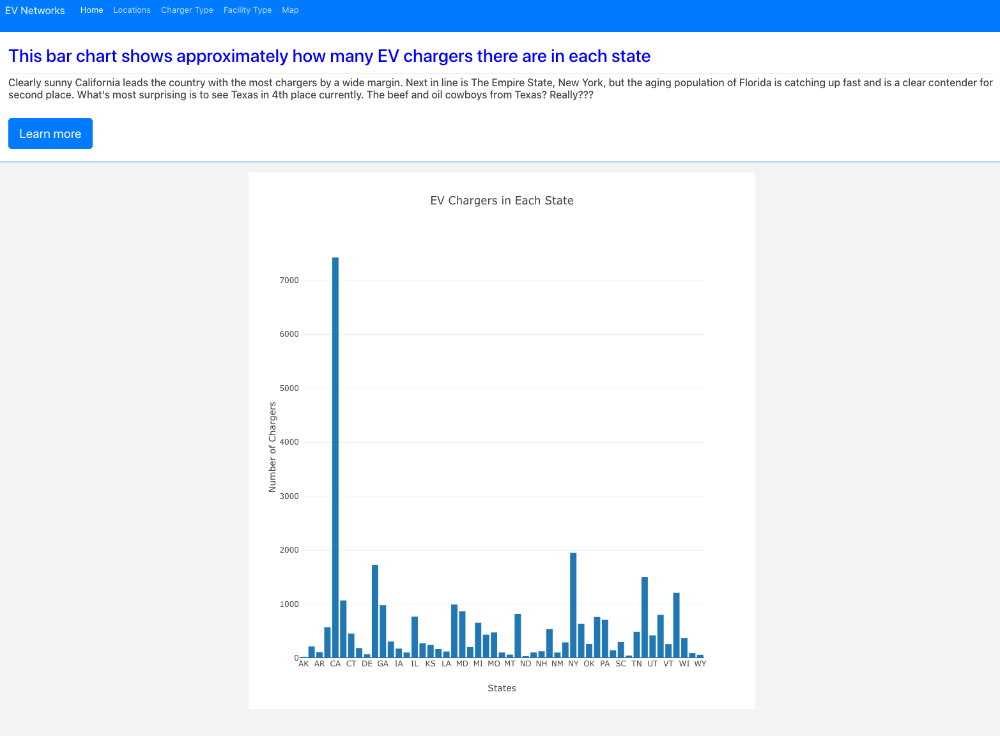 EV Networks Home Locations Charger Type Facility Type Map
This bar chart shows approximately how many EV chargers there are in each state
Clearly sunny California leads the country with the most chargers by a wide margin. Next in line is The Empire State, New York, but the aging population of Florida is catching up fast and is a clear contender for
second place. What's most surprising is to see Texas in 4th place currently. The beef and oil cowboys from Texas? Really???
Learn more
EV Chargers in Each State
7000
6000
5000
4000
3000
2000
1000
0
Number of Chargers
AK AR CA CT DE GA IA IL KS LA MD MI MO MT ND NH NM NY OK PA SC TN UT VT WI WY
States